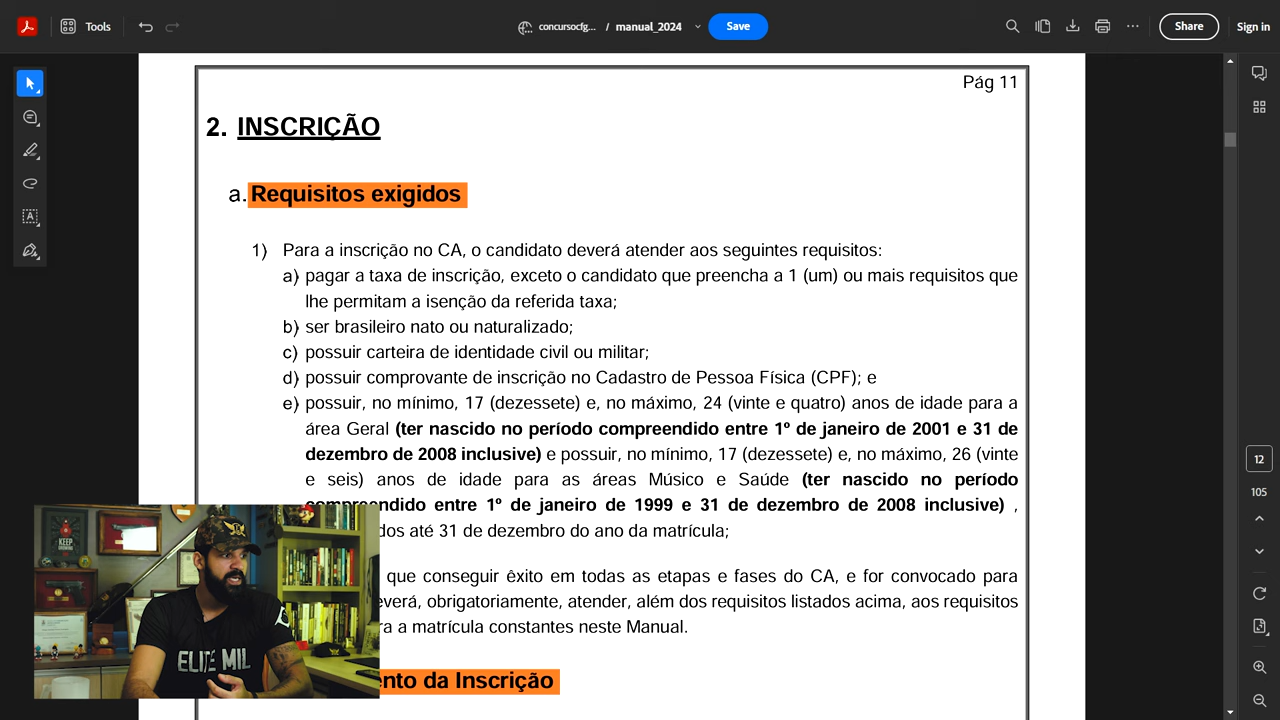 Tools
concursocfg... / manual_2024
Save
Share
Sign in
Pág 11
2. INSCRIÇÃO
a. Requisitos exigidos
1) Para a inscrição no CA, o candidato deverá atender aos seguintes requisitos:
a) pagar a taxa de inscrição, exceto o candidato que preencha a 1 (um) ou mais requisitos que
lhe permitam a isenção da referida taxa;
b) ser brasileiro nato ou naturalizado;
c) possuir carteira de identidade civil ou militar;
d) possuir comprovante de inscrição no Cadastro de Pessoa Física (CPF); e
e) possuir, no mínimo, 17 (dezessete) e, no máximo, 24 (vinte e quatro) anos de idade para a
área Geral (ter nascido no período compreendido entre 1º de janeiro de 2001 e 31 de
dezembro de 2008 inclusive) e possuir, no mínimo, 17 (dezessete) e, no máximo, 26 (vinte
e seis) anos de idade para as áreas Músico e Saúde (ter nascido no período
compreendido entre 1º de janeiro de 1999 e 31 de dezembro de 2008 inclusive) ,
dos até 31 de dezembro do ano da matrícula;
que conseguir êxito em todas as etapas e fases do CA, e for convocado para
everá, obrigatoriamente, atender, além dos requisitos listados acima, aos requisitos
ra a matrícula constantes neste Manual.
ento da Inscrição
12
105
KEEP
ELITE MIL